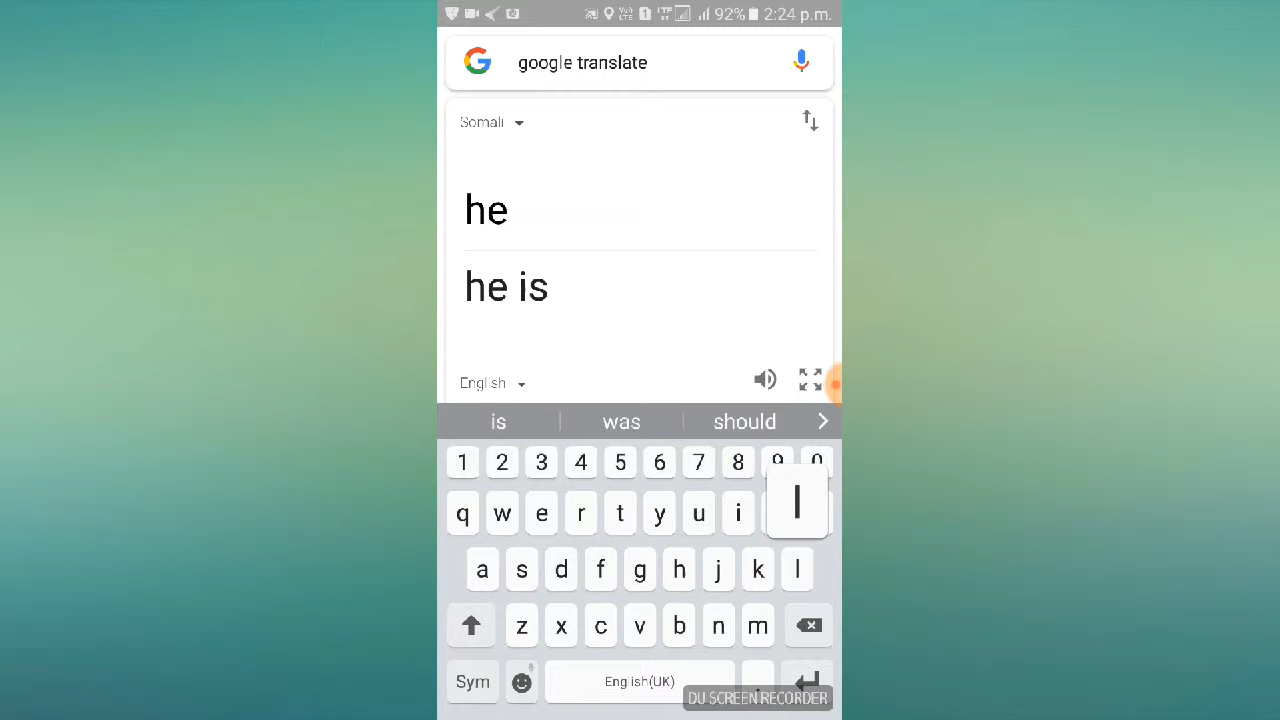 92% 2:24 p.m.
google translate
Somali
he
he is
English
is was should
1 2 3 4 5 6 7 8 9 0
q w e r t y u i l
a s d f g h j k l
z x c v b n m
Sym English(UK) .
DU SCREEN RECORDER